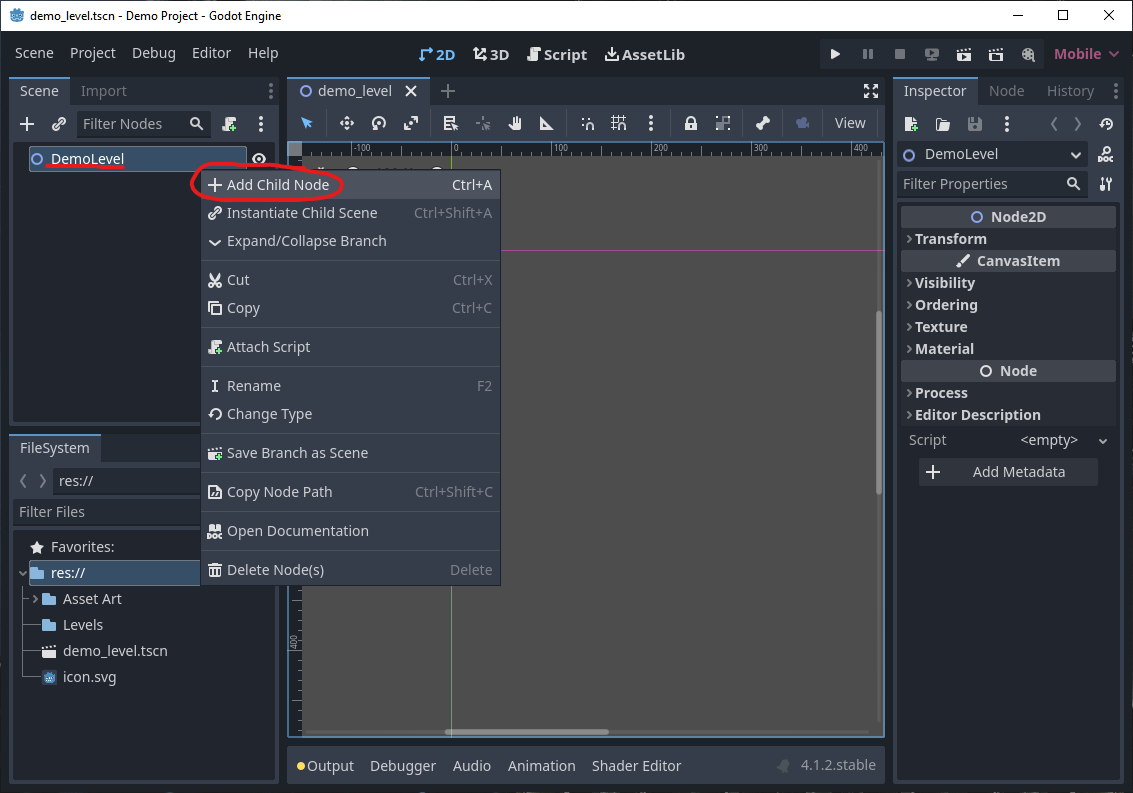 demo_level.tscn - Demo Project - Godot Engine
Scene Project Debug Editor Help
2D 3D Script AssetLib
Mobile
Scene Import
Filter Nodes
DemoLevel
demo_level
View
-100 0 100 200 300 400
Add Child Node Ctrl+A
Instantiate Child Scene Ctrl+Shift+A
Expand/Collapse Branch
Cut Ctrl+X
Copy Ctrl+C
Attach Script
Rename F2
Change Type
Save Branch as Scene
Copy Node Path Ctrl+Shift+C
Open Documentation
Delete Node(s) Delete
400
FileSystem
res://
Filter Files
Favorites:
res://
Asset Art
Levels
demo_level.tscn
icon.svg
Output Debugger Audio Animation Shader Editor
4.1.2.stable
Inspector Node History
DemoLevel
DOC
Filter Properties
Node2D
Transform
CanvasItem
Visibility
Ordering
Texture
Material
Node
Process
Editor Description
Script <empty>
Add Metadata